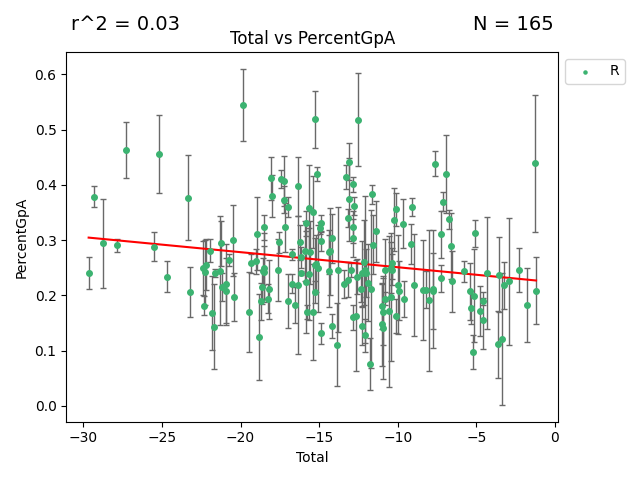 r^2 = 0.03
N = 165
Total vs PercentGpA
R
PercentGpA
0.6
0.5
0.4
0.3
0.2
0.1
0.0
−30 −25 −20 −15 −10 −5 0
Total